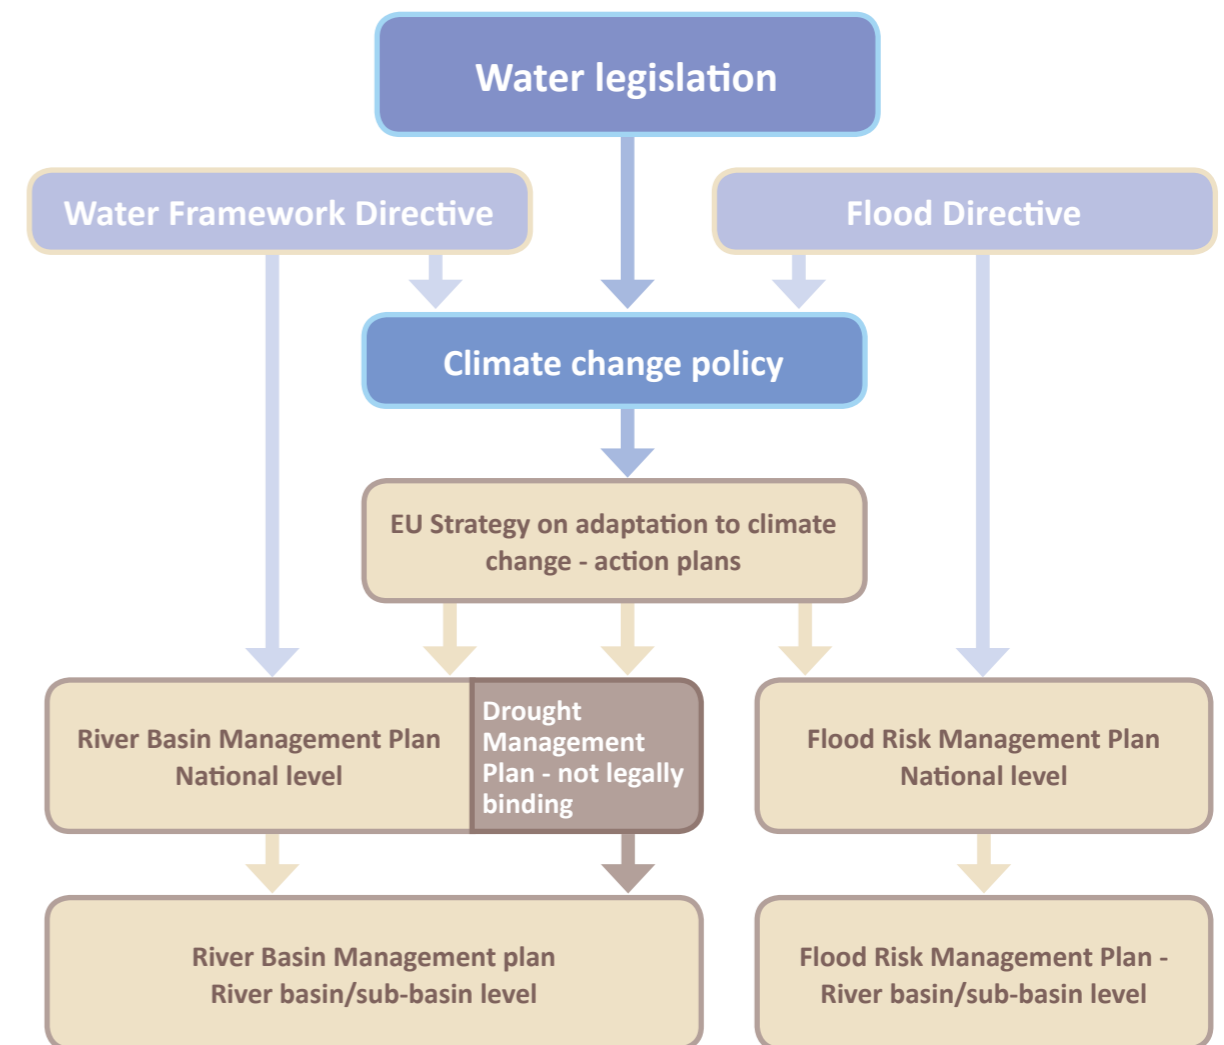 Water legislation
Water Framework Directive
Flood Directive
Climate change policy
EU Strategy on adaptation to climate
change - action plans
River Basin Management Plan
National level
Drought
Management
Plan - not legally
binding
Flood Risk Management Plan
National level
River Basin Management plan
River basin/sub-basin level
Flood Risk Management Plan -
River basin/sub-basin level